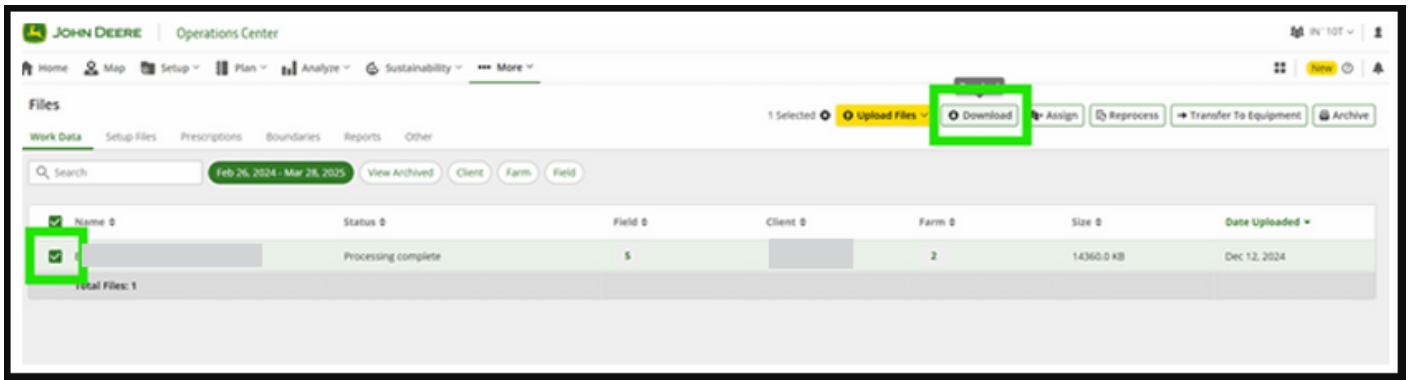 JOHN DEERE Operations Center
Home Map Setup Plan Analyze Sustainability More New
Files
1 Selected Upload Files Download Assign Reprocess Transfer To Equipment Archive
Work Data Setup Files Prescriptions Boundaries Reports Other
Search Feb 26, 2024 - Mar 28, 2025 View Archived Client Farm Field
Name Status Field Client Farm Size Date Uploaded
Processing complete 5 2 14360.0 KB Dec 12, 2024
Total Files: 1